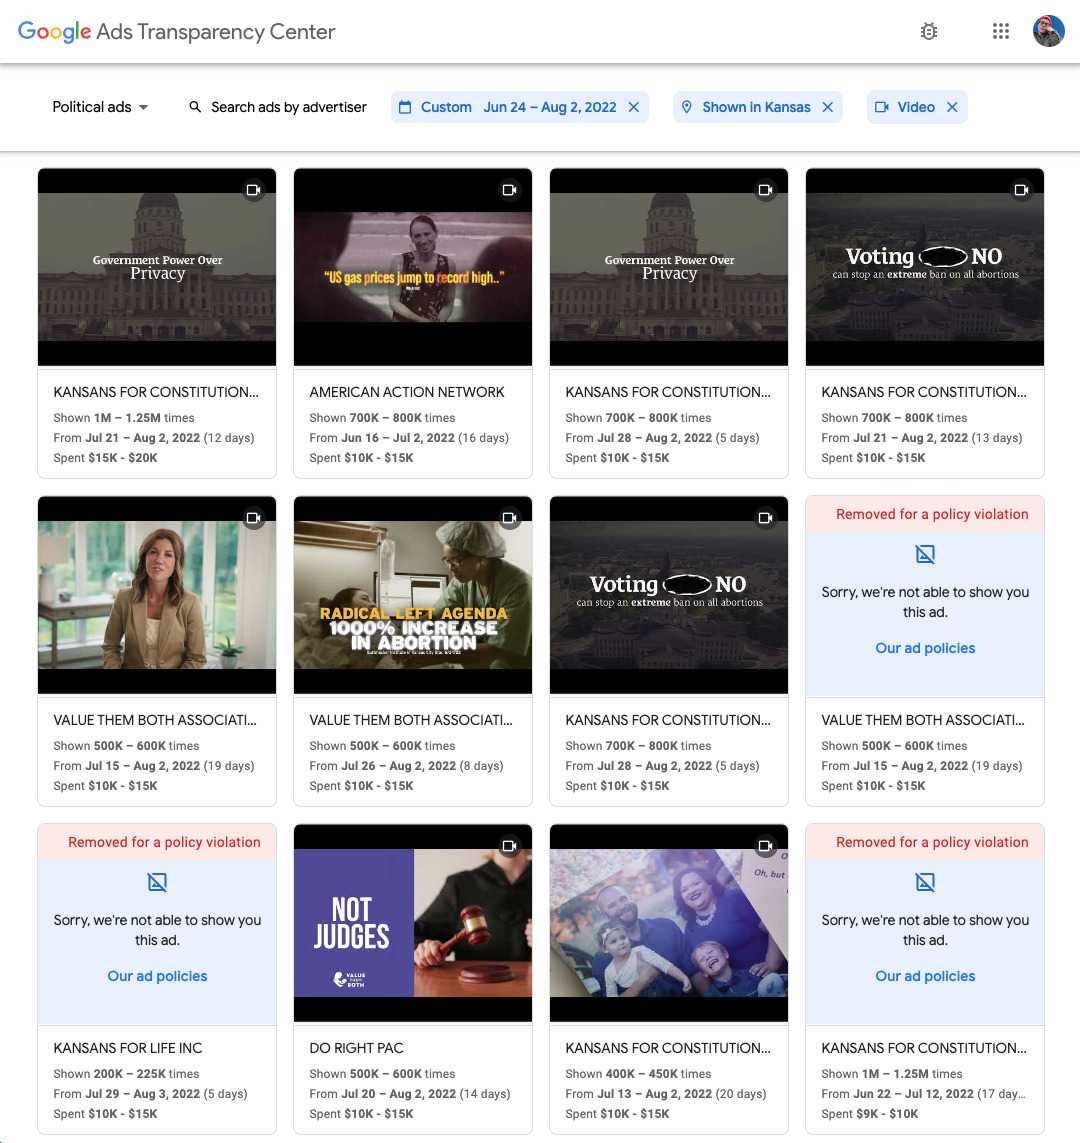 Google Ads Transparency Center
Political ads
Search ads by advertiser
Custom Jun 24 – Aug 2, 2022
Shown in Kansas
Video
Government Power Over
Privacy
KANSANS FOR CONSTITUTION...
Shown 1M – 1.25M times
From Jul 21 – Aug 2, 2022 (12 days)
Spent $15K - $20K
“US gas prices jump to record high..”
AMERICAN ACTION NETWORK
Shown 700K – 800K times
From Jun 16 – Jul 2, 2022 (16 days)
Spent $10K - $15K
Government Power Over
Privacy
KANSANS FOR CONSTITUTION...
Shown 700K – 800K times
From Jul 28 – Aug 2, 2022 (5 days)
Spent $10K - $15K
Voting NO
can stop an extreme ban on all abortions
KANSANS FOR CONSTITUTION...
Shown 700K – 800K times
From Jul 21 – Aug 2, 2022 (13 days)
Spent $10K - $15K
VALUE THEM BOTH ASSOCIATI...
Shown 500K – 600K times
From Jul 15 – Aug 2, 2022 (19 days)
Spent $10K - $15K
RADICAL LEFT AGENDA
1000% INCREASE
IN ABORTION
VALUE THEM BOTH ASSOCIATI...
Shown 500K – 600K times
From Jul 26 – Aug 2, 2022 (8 days)
Spent $10K - $15K
Voting NO
can stop an extreme ban on all abortions
KANSANS FOR CONSTITUTION...
Shown 700K – 800K times
From Jul 28 – Aug 2, 2022 (5 days)
Spent $10K - $15K
Removed for a policy violation
Sorry, we're not able to show you
this ad.
Our ad policies
VALUE THEM BOTH ASSOCIATI...
Shown 500K – 600K times
From Jul 15 – Aug 2, 2022 (19 days)
Spent $10K - $15K
Removed for a policy violation
Sorry, we're not able to show you
this ad.
Our ad policies
KANSANS FOR LIFE INC
Shown 200K – 225K times
From Jul 29 – Aug 3, 2022 (5 days)
Spent $10K - $15K
NOT
JUDGES
VALUE
THEM
BOTH
DO RIGHT PAC
Shown 500K – 600K times
From Jul 20 – Aug 2, 2022 (14 days)
Spent $10K - $15K
Oh, but
KANSANS FOR CONSTITUTION...
Shown 400K – 450K times
From Jul 13 – Aug 2, 2022 (20 days)
Spent $10K - $15K
Removed for a policy violation
Sorry, we're not able to show you
this ad.
Our ad policies
KANSANS FOR CONSTITUTION...
Shown 1M – 1.25M times
From Jun 22 – Jul 12, 2022 (17 day...
Spent $9K - $10K